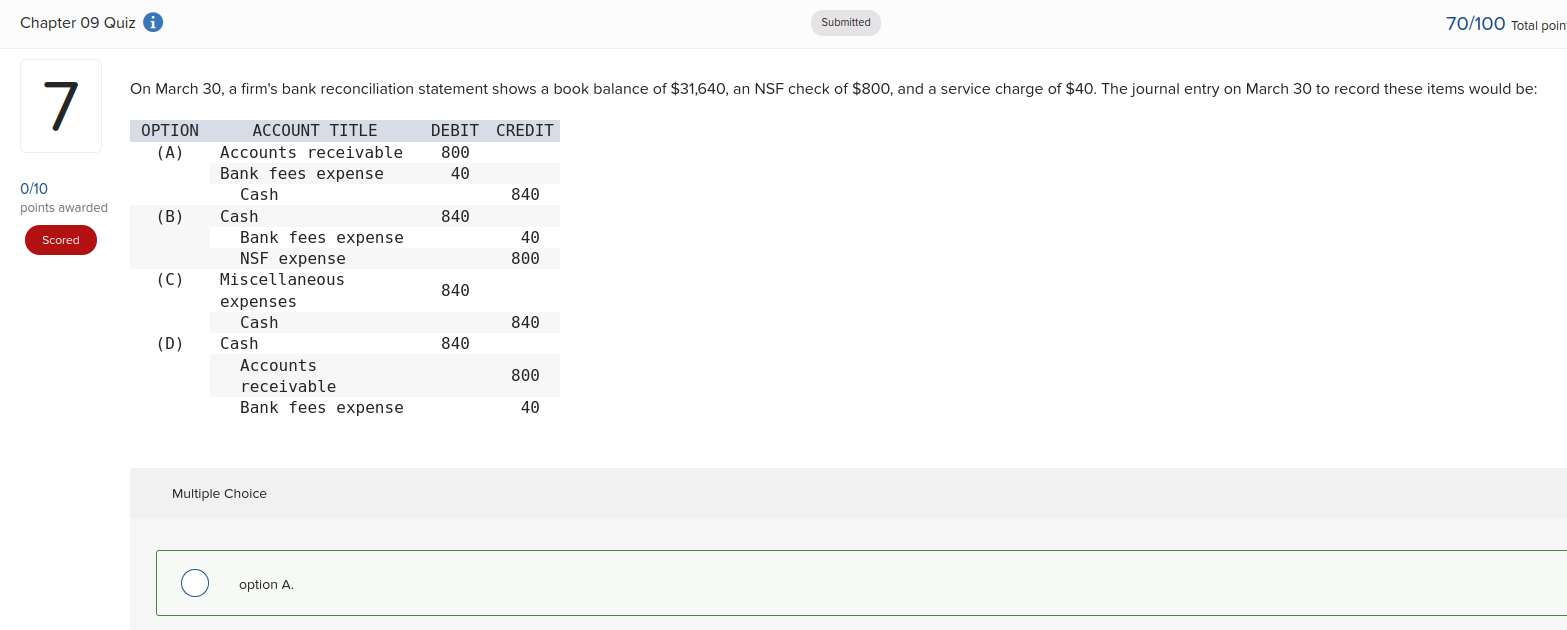 Chapter 09 Quiz i
Submitted
70/100 Total
7
0/10
points awarded
Scored
On March 30, a firm's bank reconciliation statement shows a book balance of $31,640, an NSF check of $800, and a service charge of $40. The journal entry on March 30 to record these items would be:
OPTION ACCOUNT TITLE DEBIT CREDIT
(A) Accounts receivable 800
Bank fees expense 40
Cash 840
(B) Cash 840
Bank fees expense 40
NSF expense 800
(C) Miscellaneous
expenses 840
Cash 840
(D) Cash 840
Accounts
receivable 800
Bank fees expense 40
Multiple Choice
option A.